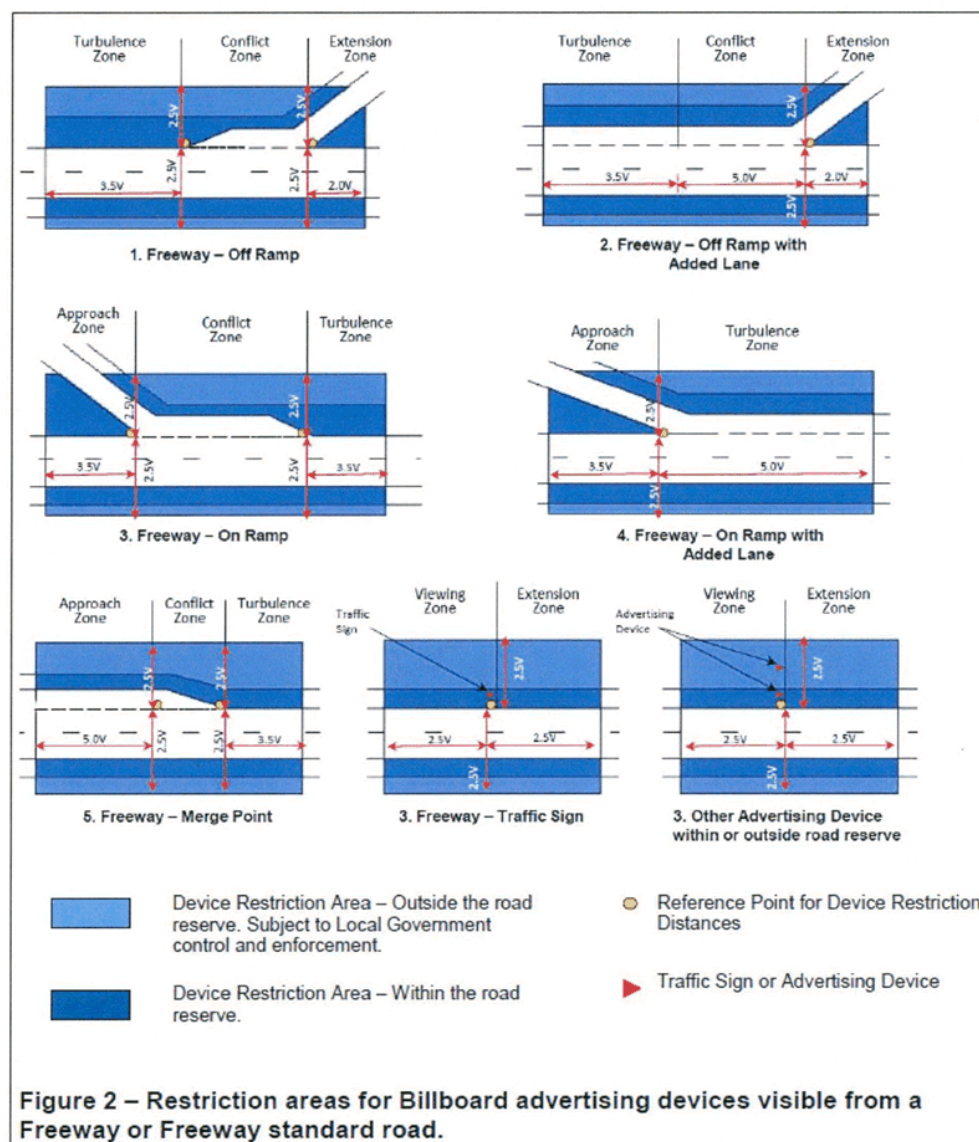 Turbulence Zone
Conflict Zone
Extension Zone
2.5V
2.5V
2.5V
2.5V
3.5V
2.0V
1. Freeway – Off Ramp
Turbulence Zone
Conflict Zone
Extension Zone
2.5V
3.5V
5.0V
2.0V
2.5V
2. Freeway – Off Ramp with
Added Lane
Approach Zone
Conflict Zone
Turbulence Zone
2.5V
2.5V
3.5V
2.5V
2.5V
3.5V
3. Freeway – On Ramp
Approach Zone
Turbulence Zone
2.5V
3.5V
5.0V
2.5V
4. Freeway – On Ramp with
Added Lane
Approach Zone
Conflict Zone
Turbulence Zone
2.5V
2.5V
5.0V
2.5V
2.5V
3.5V
5. Freeway – Merge Point
Viewing Zone
Extension Zone
Traffic Sign
2.5V
2.5V
2.5V
2.5V
3. Freeway – Traffic Sign
Viewing Zone
Extension Zone
Advertising Device
2.5V
2.5V
2.5V
2.5V
3. Other Advertising Device
within or outside road reserve
Device Restriction Area – Outside the road
reserve. Subject to Local Government
control and enforcement.
Device Restriction Area – Within the road
reserve.
Reference Point for Device Restriction
Distances
Traffic Sign or Advertising Device
Figure 2 – Restriction areas for Billboard advertising devices visible from a
Freeway or Freeway standard road.